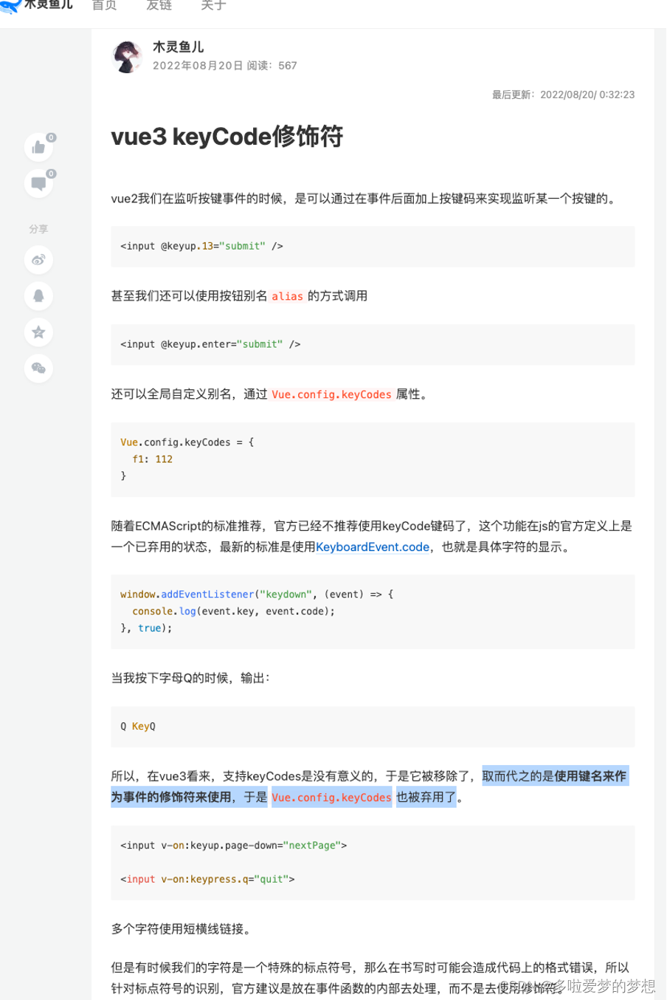 木灵鱼儿 首页 友链 关于
木灵鱼儿
2022年08月20日 阅读：567
最后更新：2022/08/20/ 0:32:23
vue3 keyCode修饰符
0
0
分享
vue2我们在监听按键事件的时候，是可以通过在事件后面加上按键码来实现监听某一个按键的。
<input @keyup.13="submit" />
甚至我们还可以使用按钮别名 alias 的方式调用
<input @keyup.enter="submit" />
还可以全局自定义别名，通过 Vue.config.keyCodes 属性。
Vue.config.keyCodes = {
  f1: 112
}
随着ECMAScript的标准推荐，官方已经不推荐使用keyCode键码了，这个功能在js的官方定义上是
一个已弃用的状态，最新的标准是使用KeyboardEvent.code，也就是具体字符的显示。
window.addEventListener("keydown", (event) => {
  console.log(event.key, event.code);
}, true);
当我按下字母Q的时候，输出：
Q KeyQ
所以，在vue3看来，支持keyCodes是没有意义的，于是它被移除了，取而代之的是使用键名来作
为事件的修饰符来使用，于是 Vue.config.keyCodes 也被弃用了。
<input v-on:keyup.page-down="nextPage">
<input v-on:keypress.q="quit">
多个字符使用短横线链接。
但是有时候我们的字符是一个特殊的标点符号，那么在书写时可能会造成代码上的格式错误，所以
针对标点符号的识别，官方建议是放在事件函数的内部去处理，而不是去使用修饰符。
CSDN @多啦爱梦的梦想